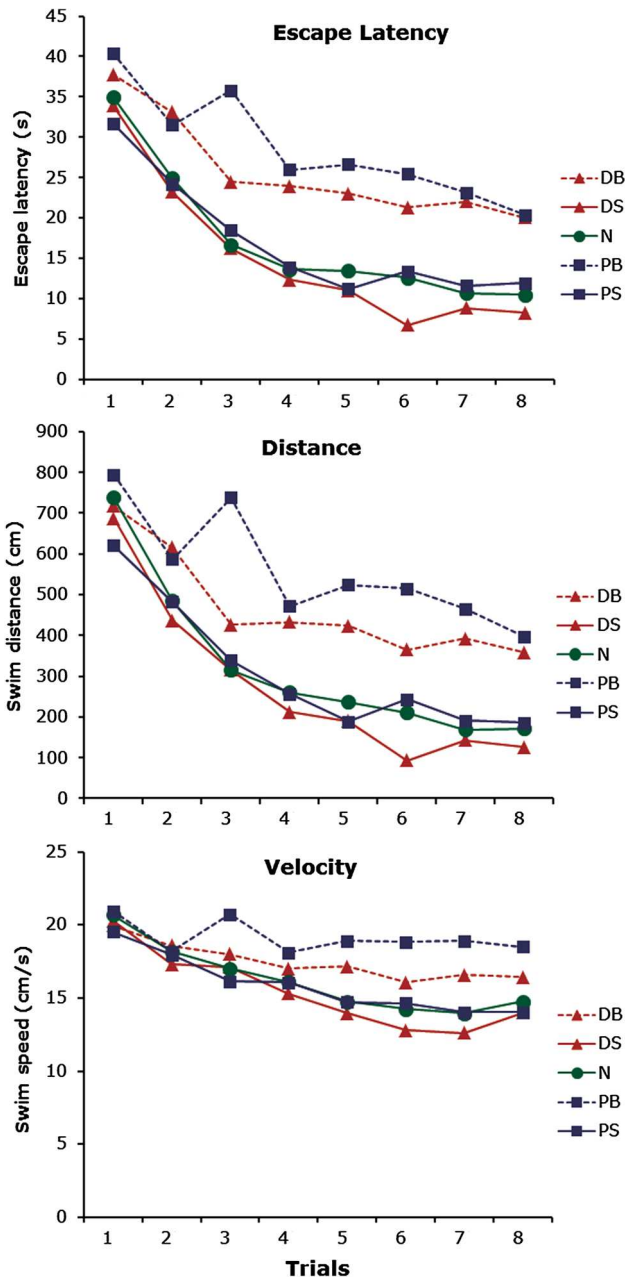 Escape Latency
Escape latency (s)
45
40
35
30
25
20
15
10
5
0
1 2 3 4 5 6 7 8
DB
DS
N
PB
PS
Distance
Swim distance (cm)
900
800
700
600
500
400
300
200
100
0
1 2 3 4 5 6 7 8
DB
DS
N
PB
PS
Velocity
Swim speed (cm/s)
25
20
15
10
5
0
1 2 3 4 5 6 7 8
Trials
DB
DS
N
PB
PS